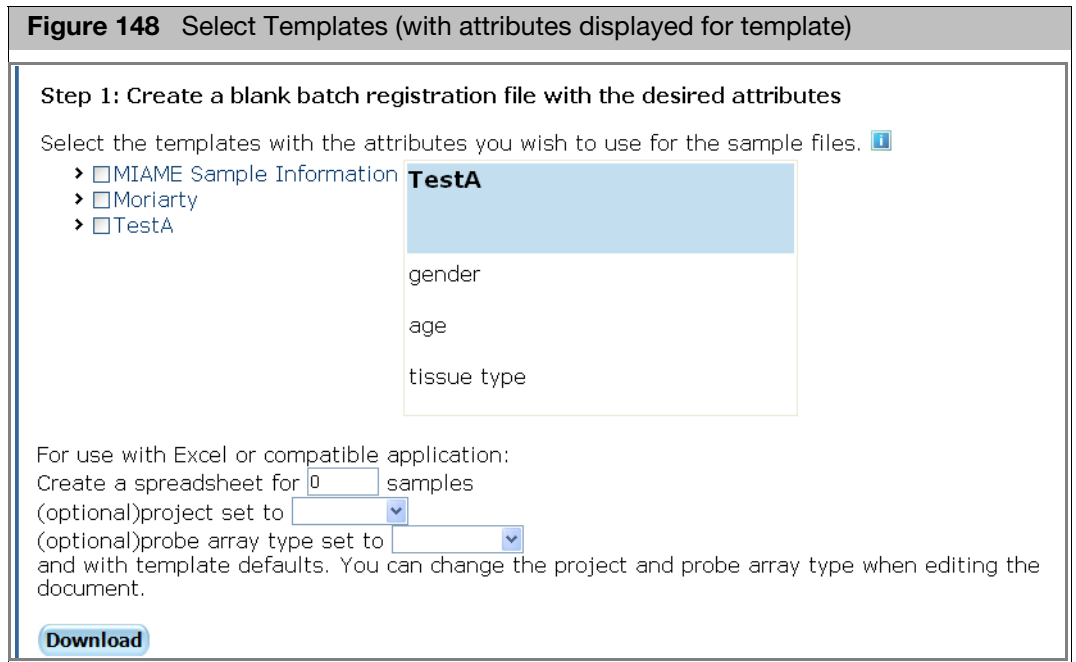 Figure 148 Select Templates (with attributes displayed for template)
Step 1: Create a blank batch registration file with the desired attributes
Select the templates with the attributes you wish to use for the sample files. i
MIAME Sample Information
Moriarty
TestA
TestA
gender
age
tissue type
For use with Excel or compatible application:
Create a spreadsheet for 0 samples
(optional)project set to
(optional)probe array type set to
and with template defaults. You can change the project and probe array type when editing the
document.
Download